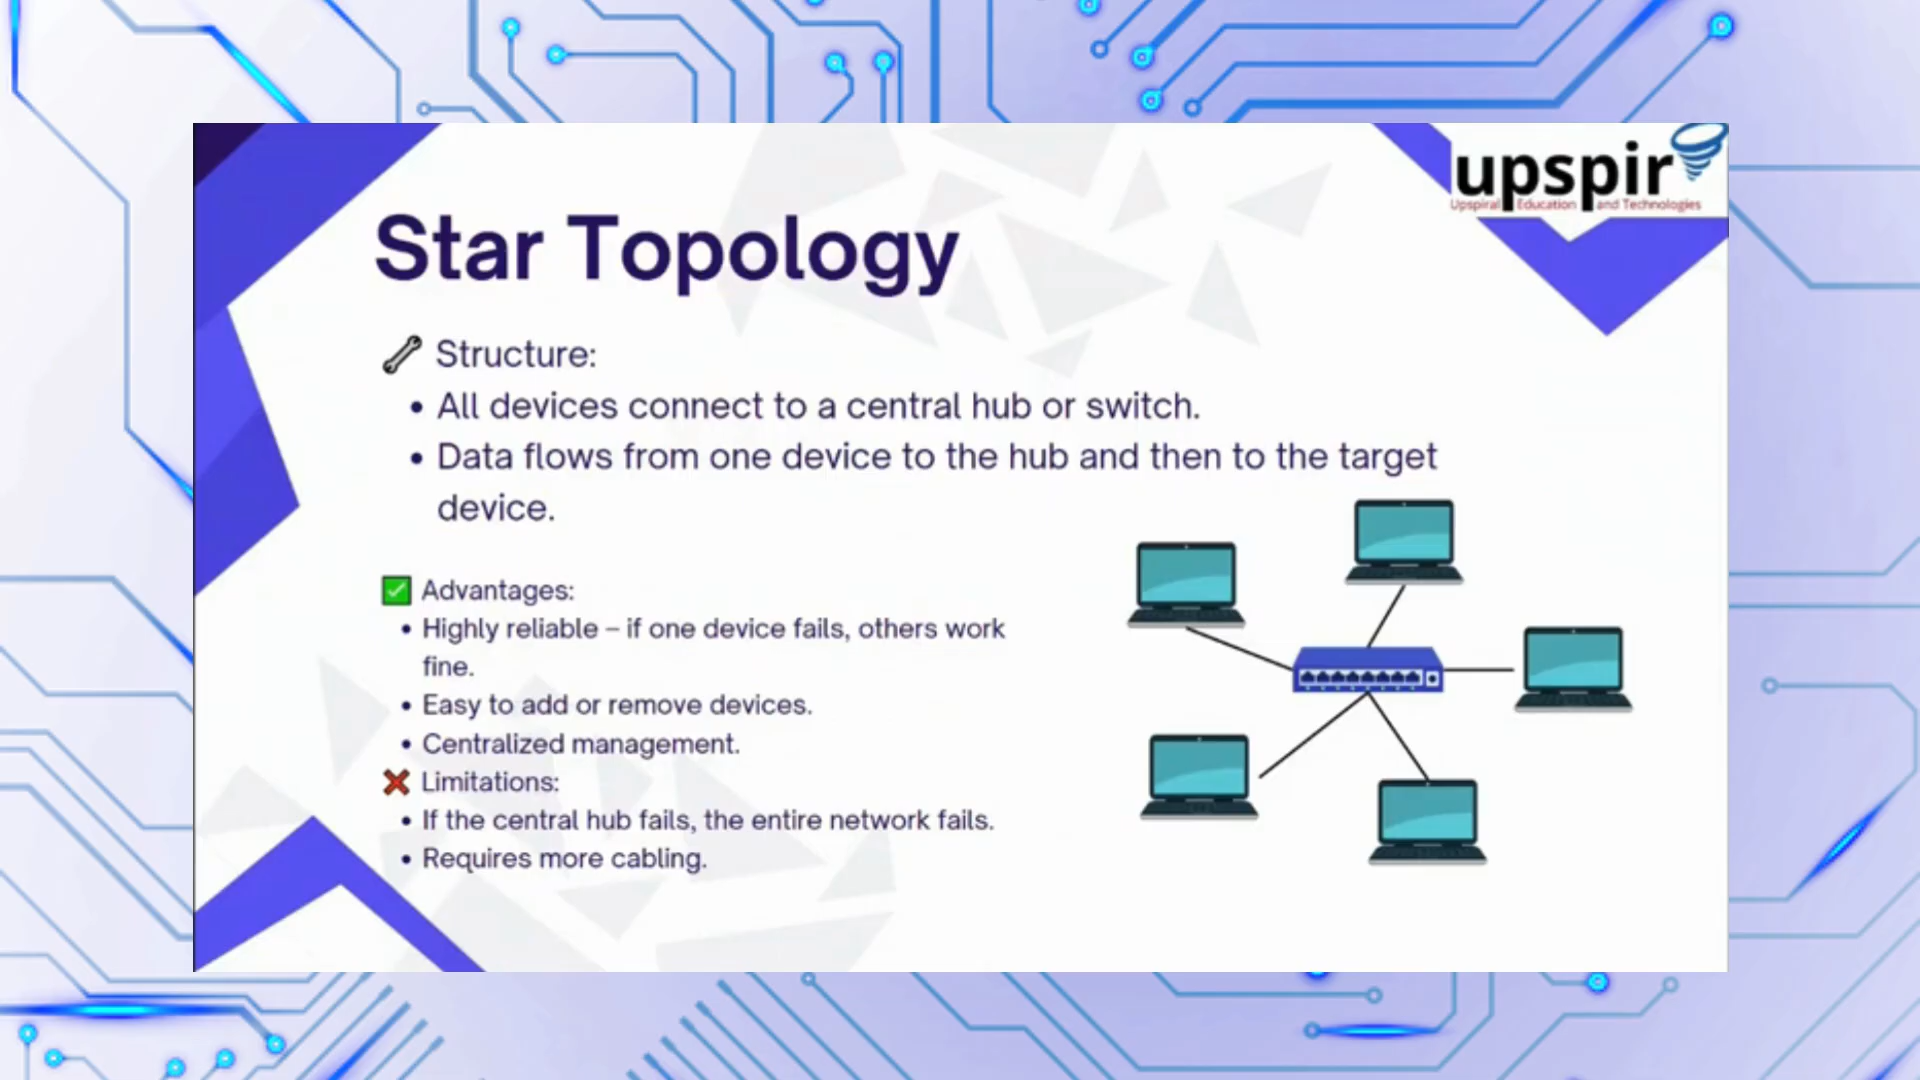 upspir
Upspiral Education and Technologies
Star Topology
Structure:
• All devices connect to a central hub or switch.
• Data flows from one device to the hub and then to the target
device.
Advantages:
• Highly reliable – if one device fails, others work
fine.
• Easy to add or remove devices.
• Centralized management.
Limitations:
• If the central hub fails, the entire network fails.
• Requires more cabling.